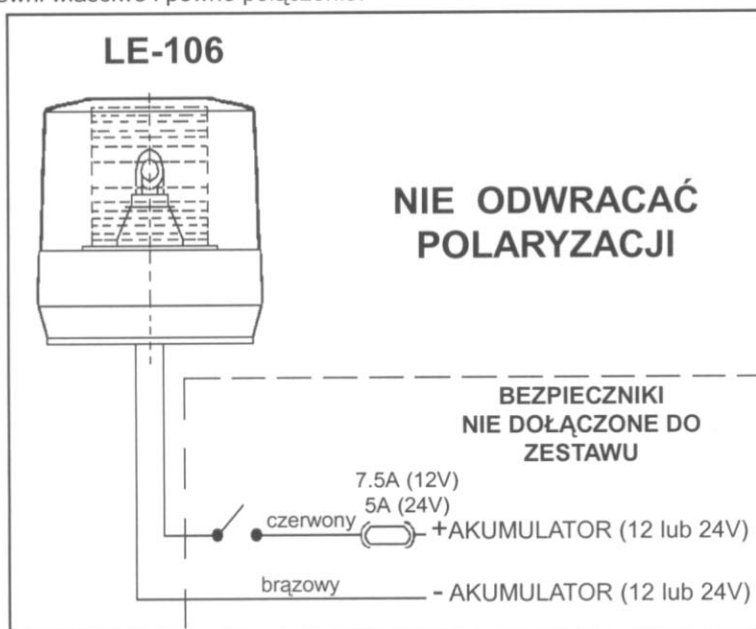 LE-106
NIE ODWRACAĆ
POLARYZACJI
BEZPIECZNIKI
NIE DOŁĄCZONE DO
ZESTAWU
7.5A (12V)
5A (24V)
czerwony
+AKUMULATOR (12 lub 24V)
brązowy
- AKUMULATOR (12 lub 24V)